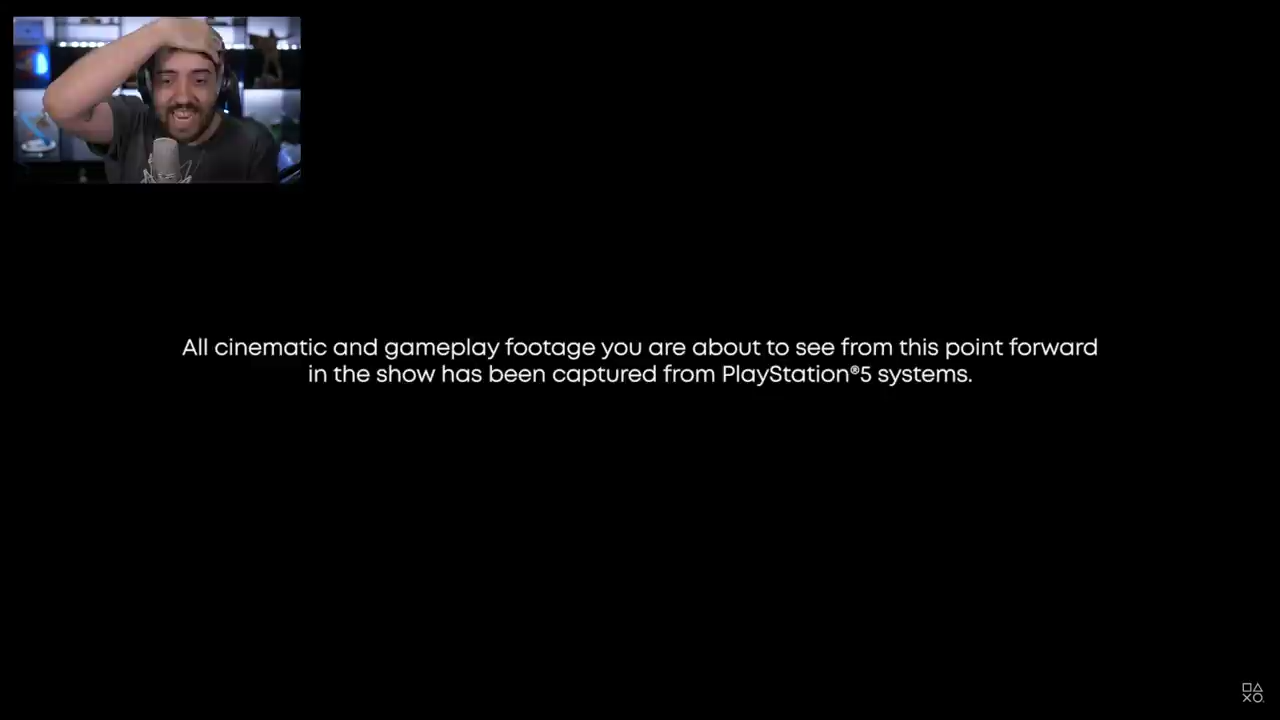 All cinematic and gameplay footage you are about to see from this point forward
in the show has been captured from PlayStation®5 systems.